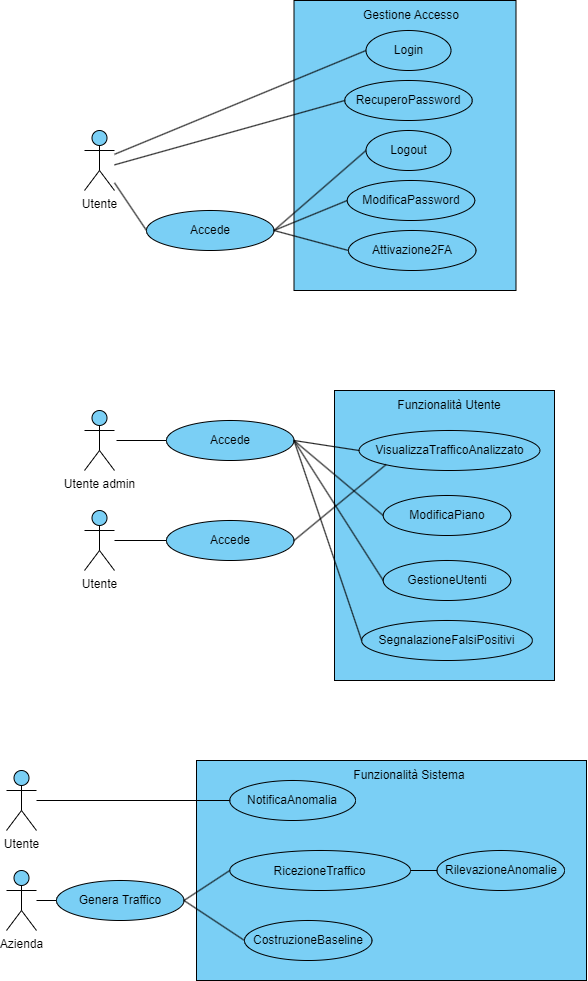 Gestione Accesso
Login
RecuperoPassword
Logout
Utente
ModificaPassword
Accede
Attivazione2FA
Funzionalità Utente
Accede
VisualizzaTrafficoAnalizzato
Utente admin
ModificaPiano
Accede
Utente
GestioneUtenti
SegnalazioneFalsiPositivi
Funzionalità Sistema
NotificaAnomalia
Utente
RicezioneTraffico
RilevazioneAnomalie
Genera Traffico
Azienda
CostruzioneBaseline